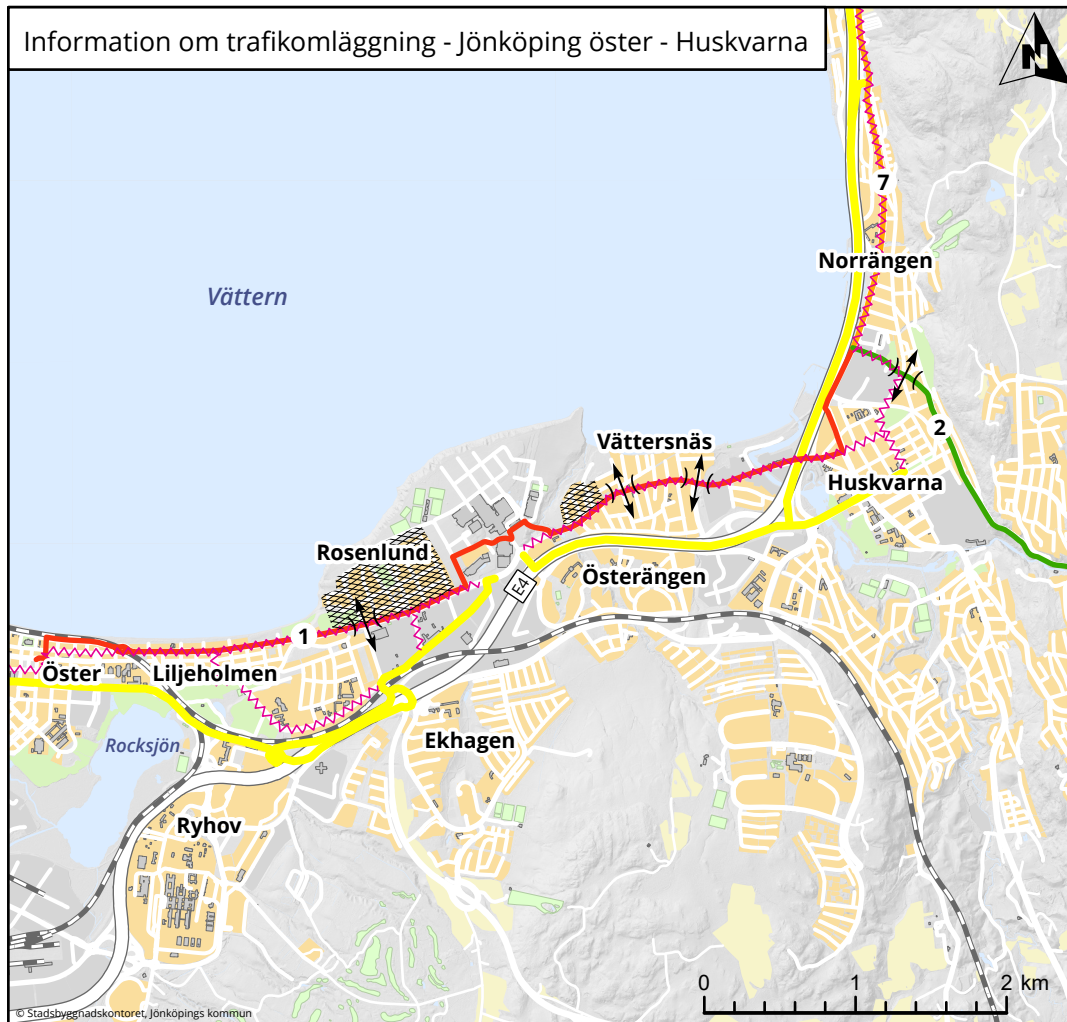 Information om trafikomläggning - Jönköping öster - Huskvarna
N
7
Norrängen
Vättern
2
Vättersnäs
Huskvarna
Rosenlund
Österängen
E4
1
Öster
Liljeholmen
Rocksjön
Ekhagen
Ryhov
0 1 2 km
© Stadsbyggnadskontoret, Jönköpings kommun